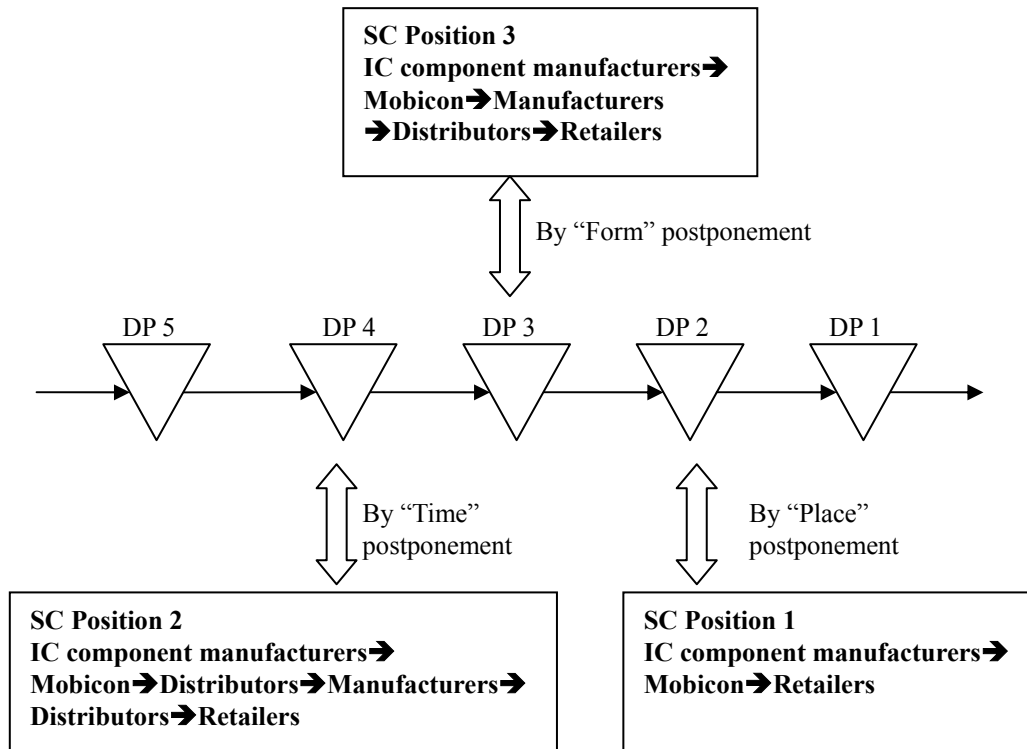 SC Position 3
IC component manufacturers➔
Mobicon➔Manufacturers
➔Distributors➔Retailers
By “Form” postponement
DP 5
DP 4
DP 3
DP 2
DP 1
By “Time”
postponement
By “Place”
postponement
SC Position 2
IC component manufacturers➔
Mobicon➔Distributors➔Manufacturers➔
Distributors➔Retailers
SC Position 1
IC component manufacturers➔
Mobicon➔Retailers